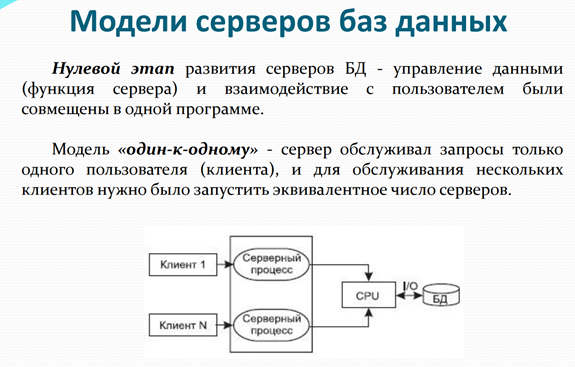 Модели серверов баз данных
Нулевой этап развития серверов БД - управление данными
(функция сервера) и взаимодействие с пользователем были
совмещены в одной программе.
Модель «один-к-одному» - сервер обслуживал запросы только
одного пользователя (клиента), и для обслуживания нескольких
клиентов нужно было запустить эквивалентное число серверов.
Клиент 1
Серверный
процесс
CPU
I/O
БД
Клиент N
Серверный
процесс